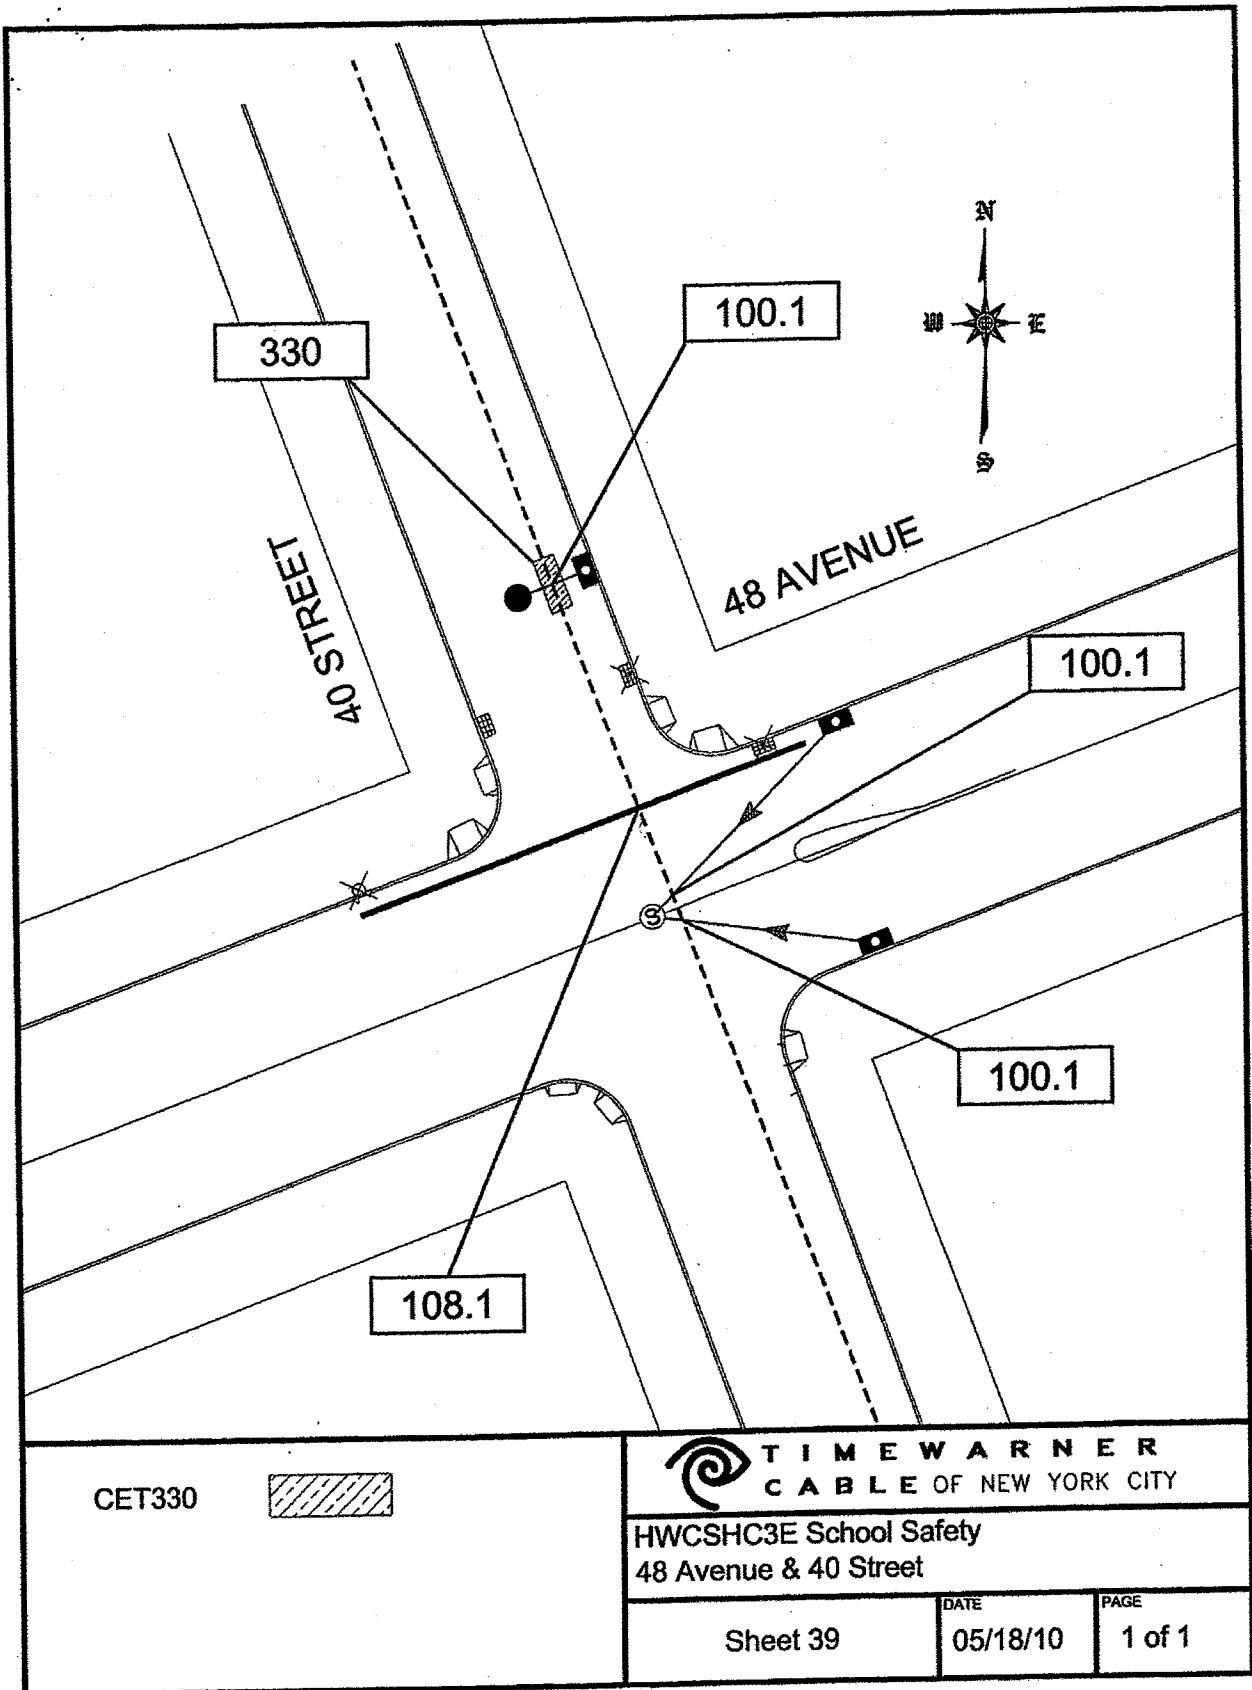 N
W
E
S
100.1
330
48 AVENUE
40 STREET
100.1
S
100.1
108.1
CET330
TIME WARNER
CABLE OF NEW YORK CITY
HWCSHC3E School Safety
48 Avenue & 40 Street
Sheet 39
DATE
05/18/10
PAGE
1 of 1